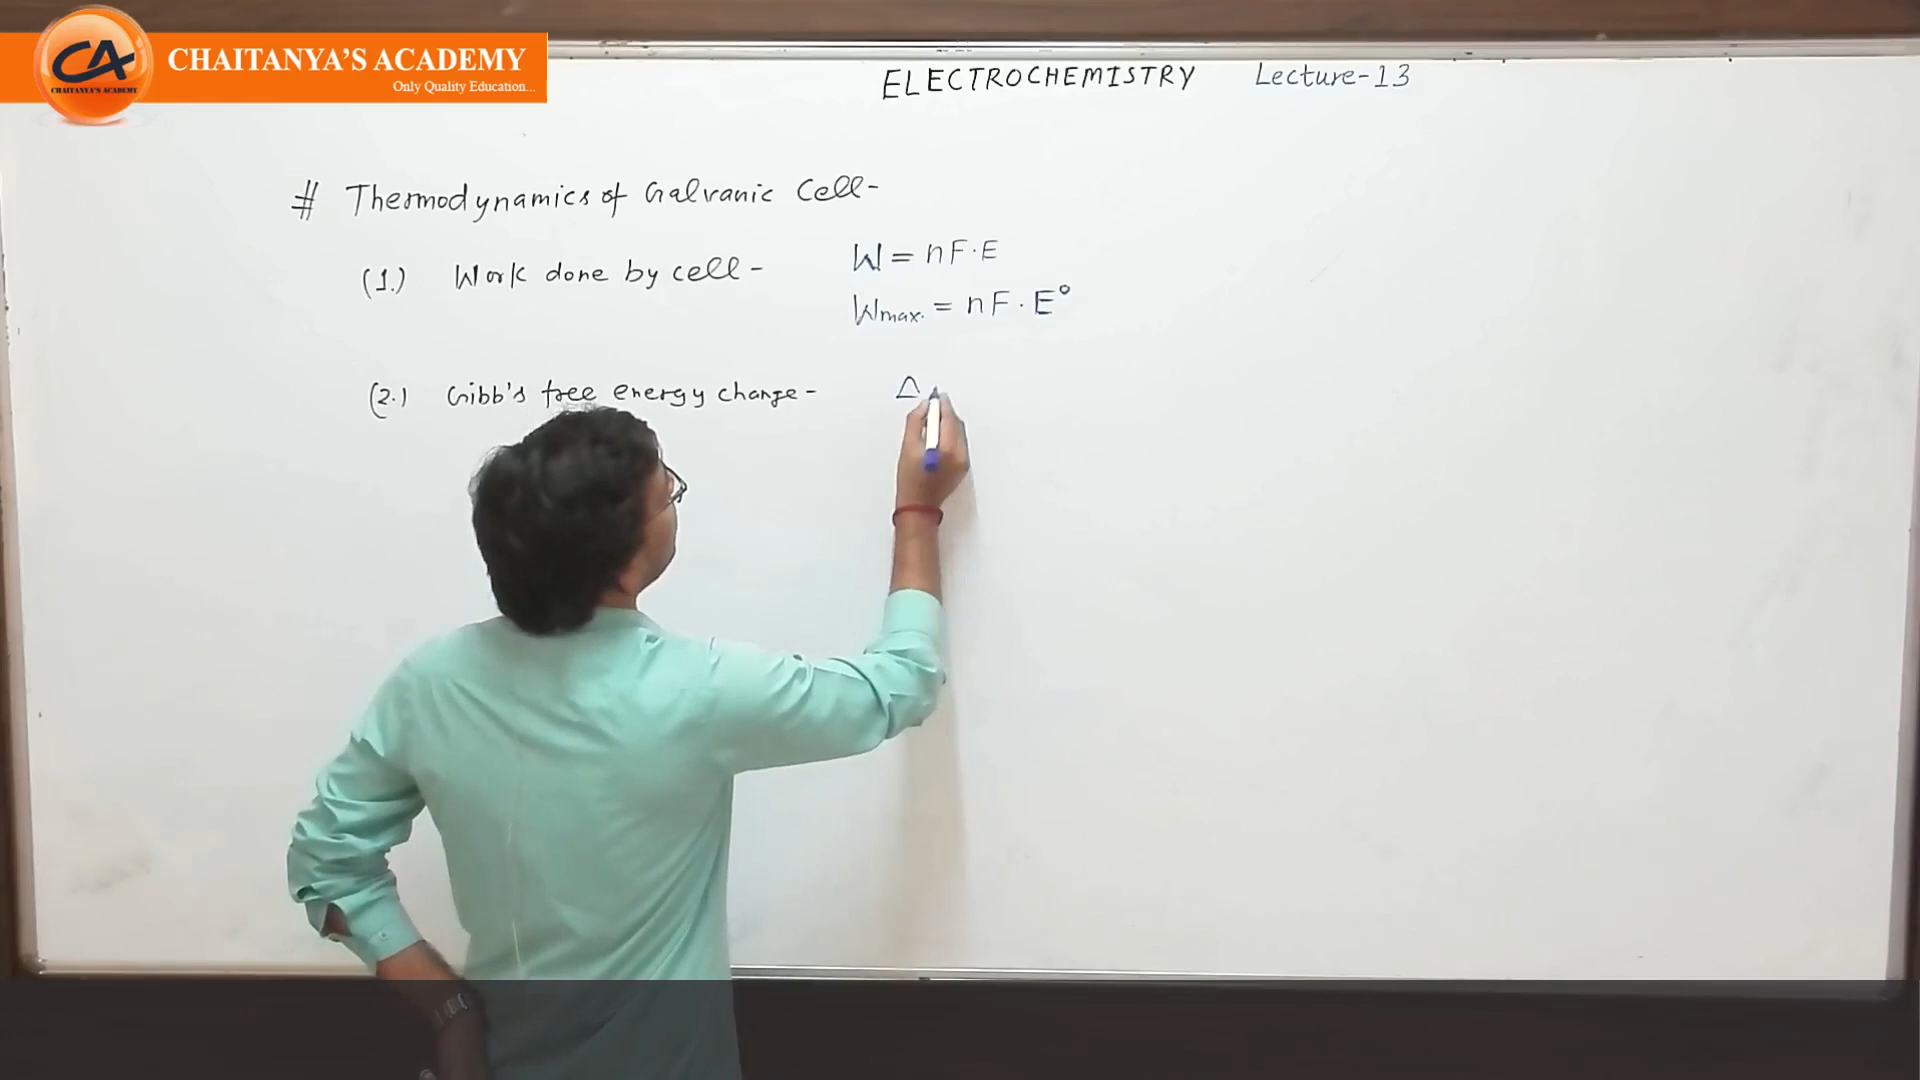 CA
CHAITANYA'S ACADEMY
CHAITANYA'S ACADEMY
Only Quality Education...
ELECTROCHEMISTRY Lecture-13
# Thermodynamics of Galvanic Cell-
(1.) Work done by cell- W = nF.E
Wmax. = nF.E°
(2.) Gibb's free energy change- Δ